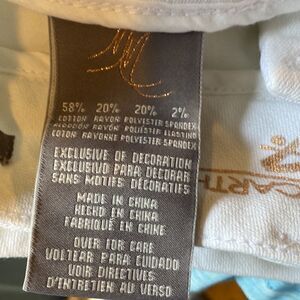 58% 20% 20% 2%
COTTON RAYON POLYESTER SPANDEX
ALGODON RAYON POLIESTER ELASTANO
COTON RAYONNE POLYESTER SPANDEX
EXCLUSIVE OF DECORATION
EXCLUSIVO PARA DECORAR
SANS MOTIFS DÉCORATIFS
MADE IN CHINA
HECHO EN CHINA
FABRIQUÉ EN CHINE
OVER FOR CARE
VOLTEAR PARA CUIDADO
VOIR DIRECTIVES
D'ENTRETIEN AU VERSO
CARTH